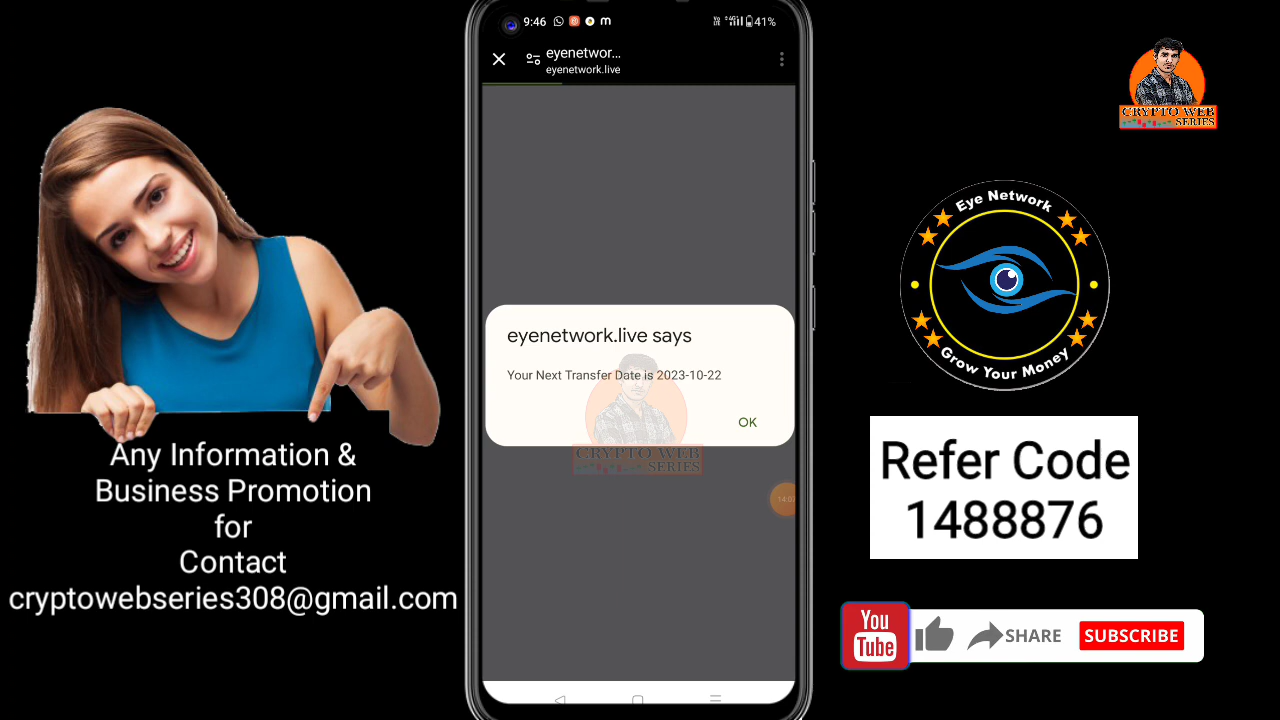 9:46
41%
eyenetwor...
eyenetwork.live
eyenetwork.live says
Your Next Transfer Date is 2023-10-22
OK
CRYPTO WEB
SERIES
14:07
Any Information &
Business Promotion
for
Contact
cryptowebseries308@gmail.com
CRYPTO WEB
SERIES
Eye Network
Grow Your Money
Refer Code
1488876
You
Tube
SHARE
SUBSCRIBE